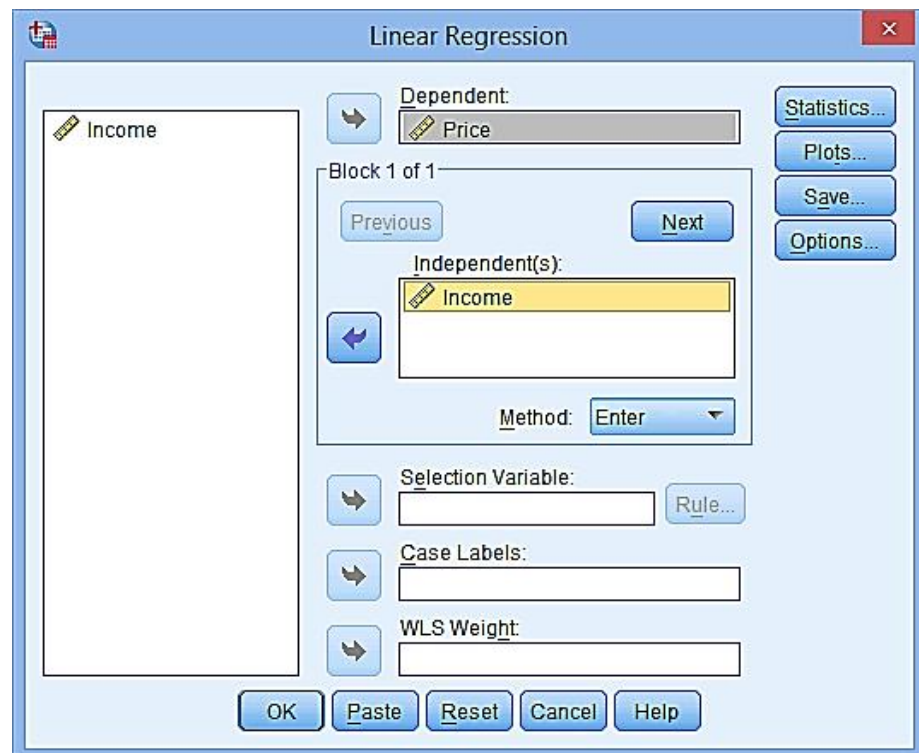 Linear Regression
Income
Dependent:
Price
Statistics...
Plots...
Save...
Options...
Block 1 of 1
Previous
Next
Independent(s):
Income
Method:
Enter
Selection Variable:
Rule...
Case Labels:
WLS Weight:
OK
Paste
Reset
Cancel
Help